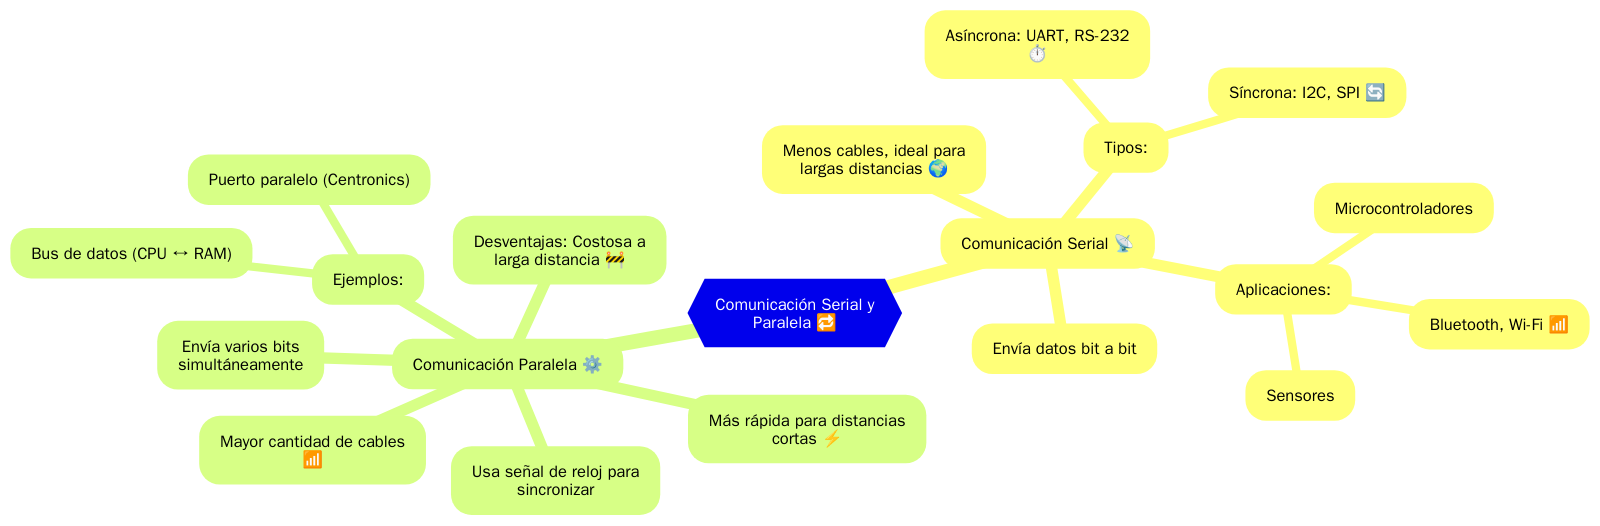 Comunicación Serial y
Paralela 🔁
Comunicación Serial 📡
Tipos:
Asíncrona: UART, RS-232
⏱️
Síncrona: I2C, SPI 🔄
Menos cables, ideal para
largas distancias 🌍
Envía datos bit a bit
Aplicaciones:
Microcontroladores
Bluetooth, Wi-Fi 📶
Sensores
Comunicación Paralela ⚙️
Ejemplos:
Puerto paralelo (Centronics)
Bus de datos (CPU ↔ RAM)
Desventajas: Costosa a
larga distancia 🚧
Envía varios bits
simultáneamente
Mayor cantidad de cables
📶
Usa señal de reloj para
sincronizar
Más rápida para distancias
cortas ⚡